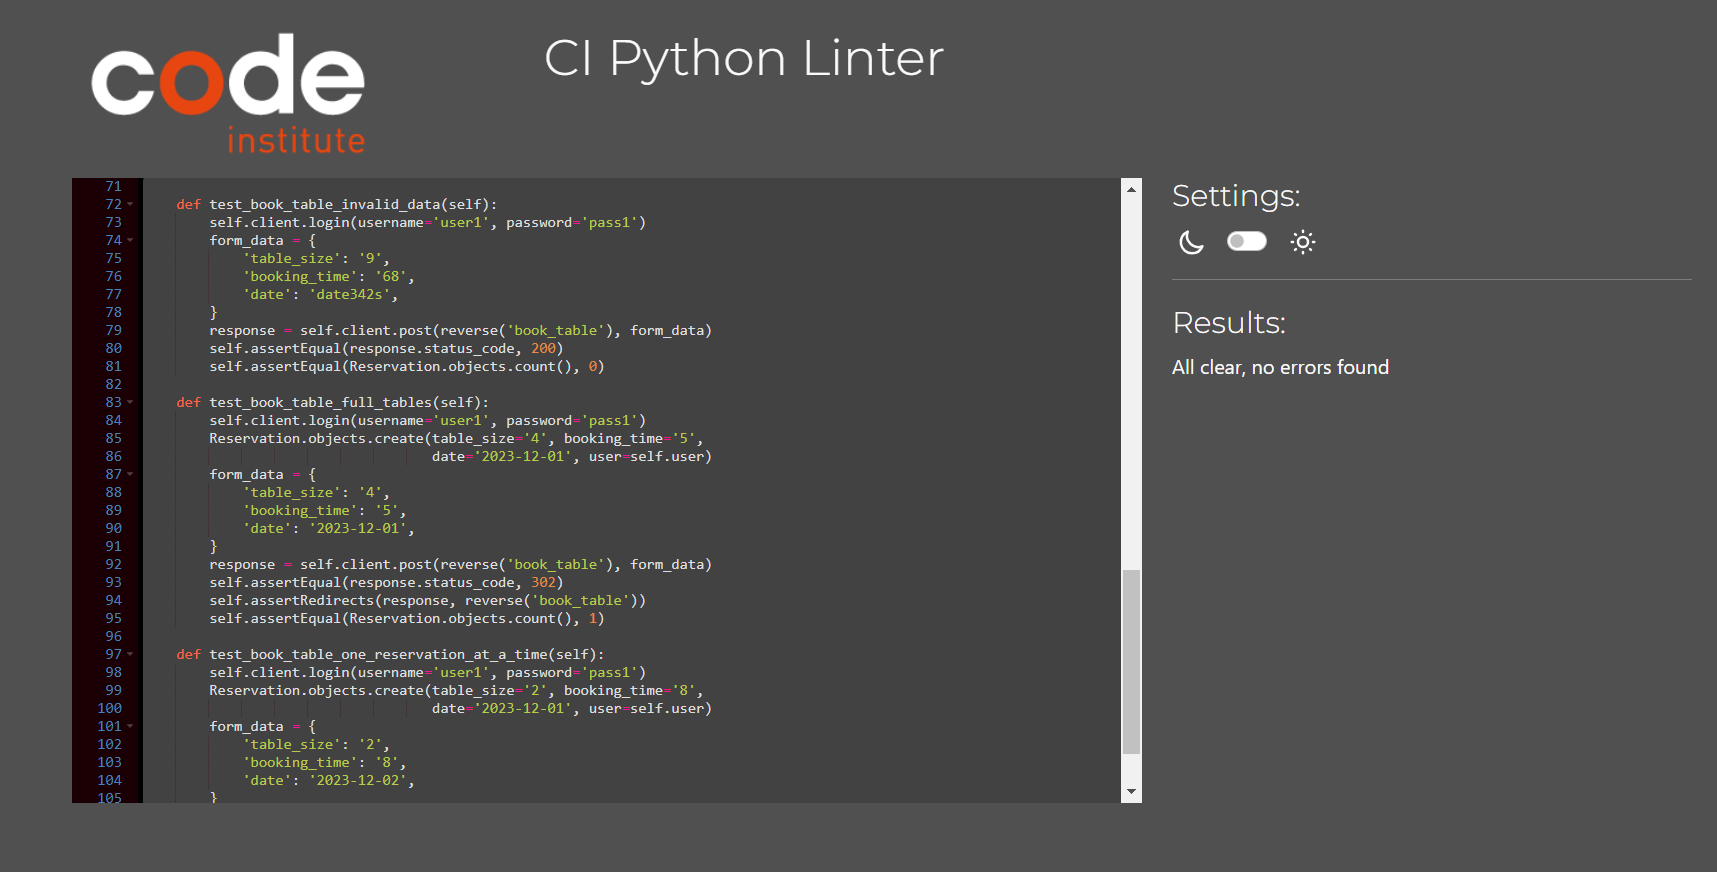 code
institute
CI Python Linter
71
72 def test_book_table_invalid_data(self):
73 self.client.login(username='user1', password='pass1')
74 form_data = {
75 'table_size': '9',
76 'booking_time': '68',
77 'date': 'date342s',
78 }
79 response = self.client.post(reverse('book_table'), form_data)
80 self.assertEqual(response.status_code, 200)
81 self.assertEqual(Reservation.objects.count(), 0)
82
83 def test_book_table_full_tables(self):
84 self.client.login(username='user1', password='pass1')
85 Reservation.objects.create(table_size='4', booking_time='5',
86 date='2023-12-01', user=self.user)
87 form_data = {
88 'table_size': '4',
89 'booking_time': '5',
90 'date': '2023-12-01',
91 }
92 response = self.client.post(reverse('book_table'), form_data)
93 self.assertEqual(response.status_code, 302)
94 self.assertRedirects(response, reverse('book_table'))
95 self.assertEqual(Reservation.objects.count(), 1)
96
97 def test_book_table_one_reservation_at_a_time(self):
98 self.client.login(username='user1', password='pass1')
99 Reservation.objects.create(table_size='2', booking_time='8',
100 date='2023-12-01', user=self.user)
101 form_data = {
102 'table_size': '2',
103 'booking_time': '8',
104 'date': '2023-12-02',
105 }
Settings:
Results:
All clear, no errors found